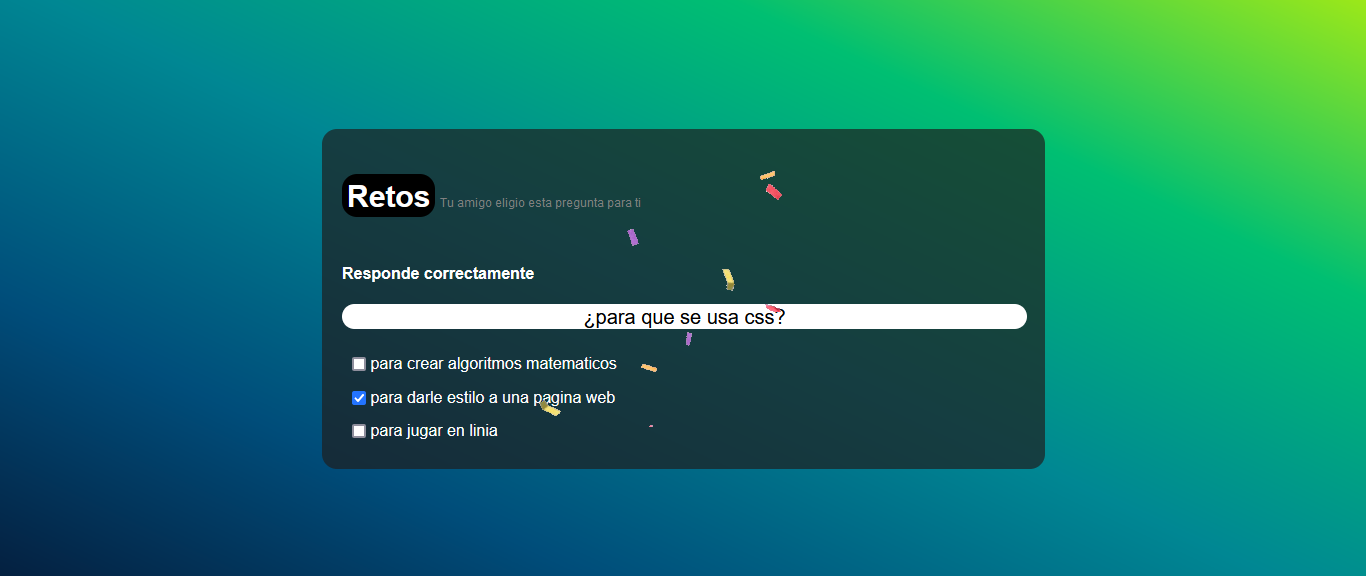 Retos Tu amigo eligio esta pregunta para ti
Responde correctamente
¿para que se usa css?
para crear algoritmos matematicos
para darle estilo a una pagina web
para jugar en linia